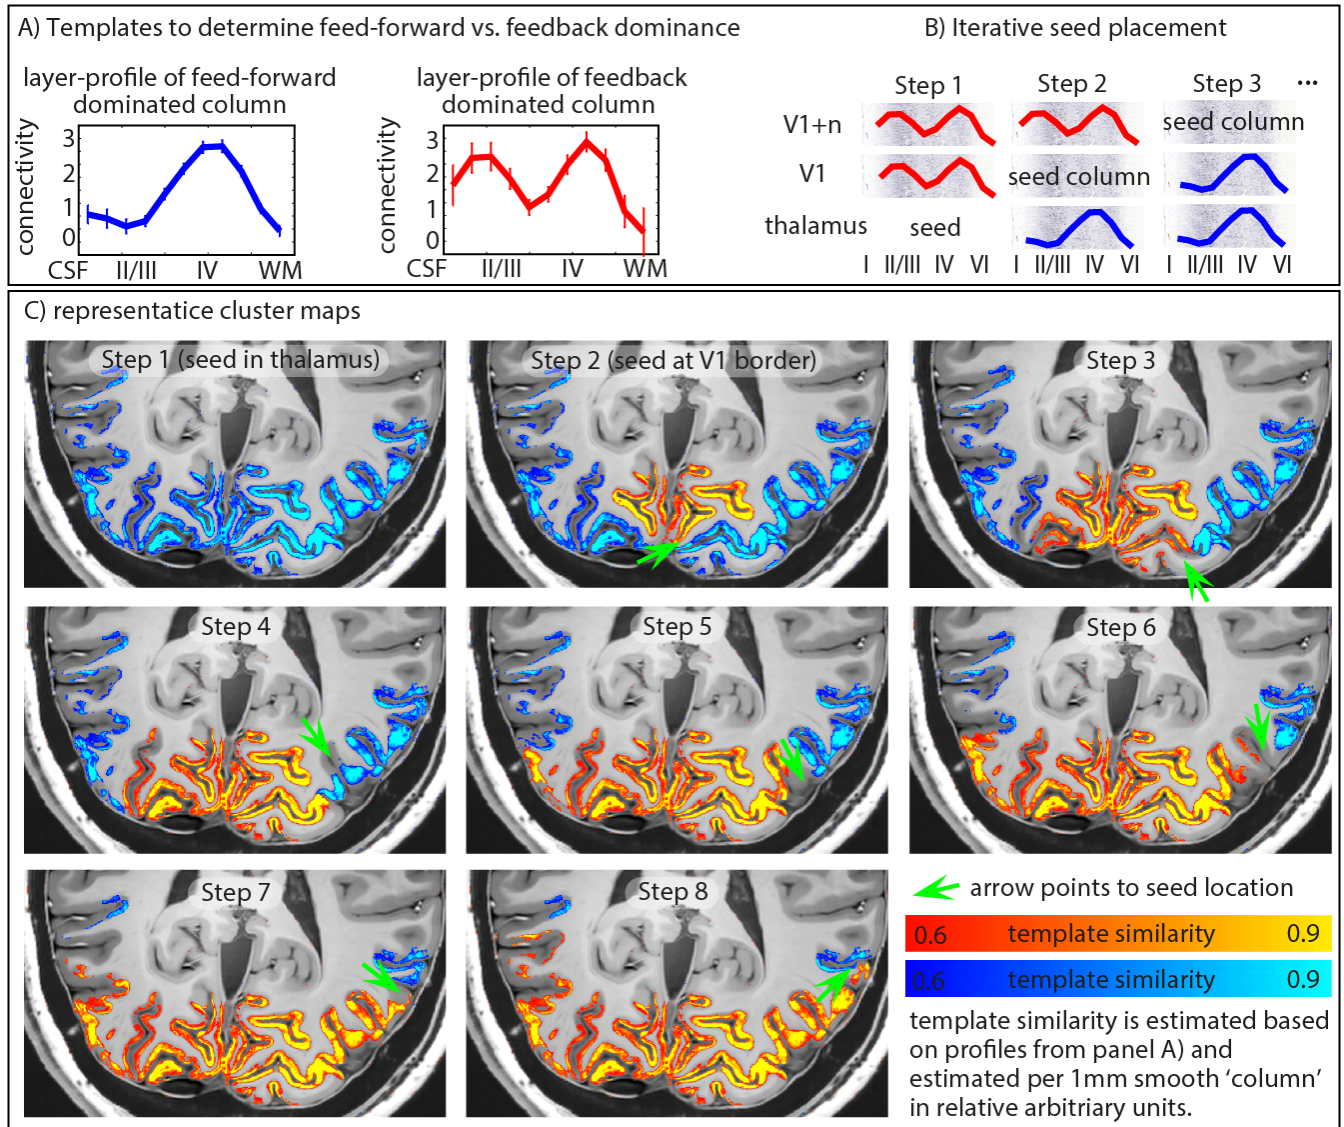 A) Templates to determine feed-forward vs. feedback dominance
layer-profile of feed-forward
dominated column
connectivity
3
2
1
0
CSF II/III IV WM
layer-profile of feedback
dominated column
connectivity
3
2
1
0
CSF II/III IV WM
B) Iterative seed placement
Step 1 Step 2 Step 3 ...
V1+n seed column
V1 seed column
thalamus seed
I II/III IV VI I II/III IV VI I II/III IV VI
C) representatice cluster maps
Step 1 (seed in thalamus)
Step 2 (seed at V1 border)
Step 3
Step 4
Step 5
Step 6
Step 7
Step 8
arrow points to seed location
0.6 template similarity 0.9
0.6 template similarity 0.9
template similarity is estimated based
on profiles from panel A) and
estimated per 1mm smooth ‘column’
in relative arbitriary units.